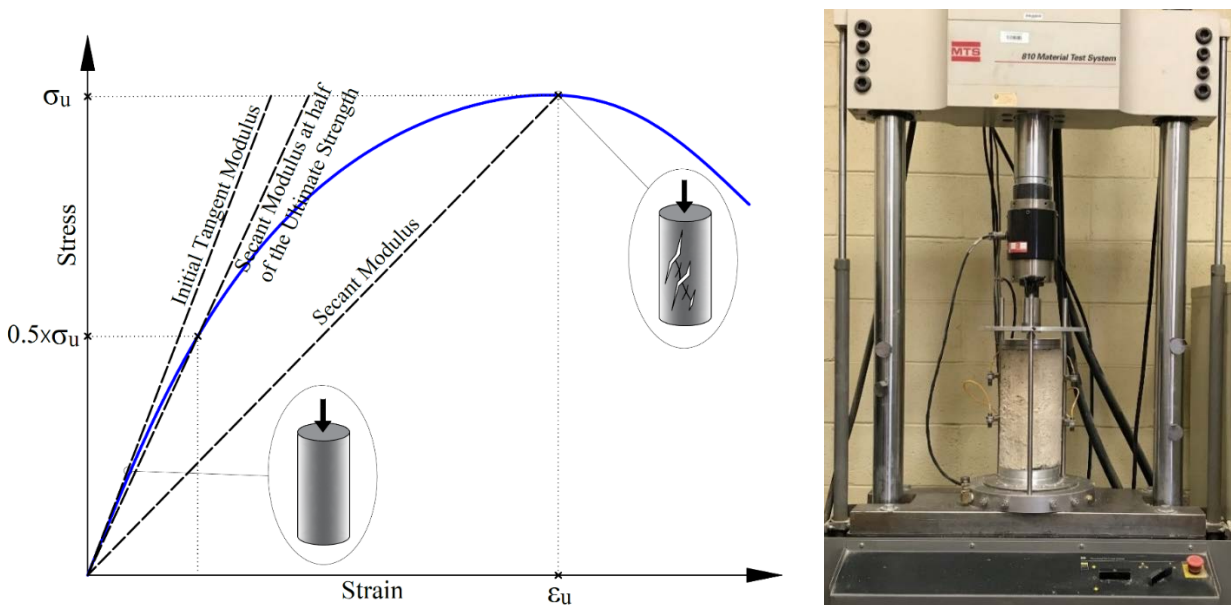 σu
0.5×σu
Stress
Initial Tangent Modulus
Secant Modulus at half
of the Ultimate Strength
Secant Modulus
Strain
εu
MTS
810 Material Test System